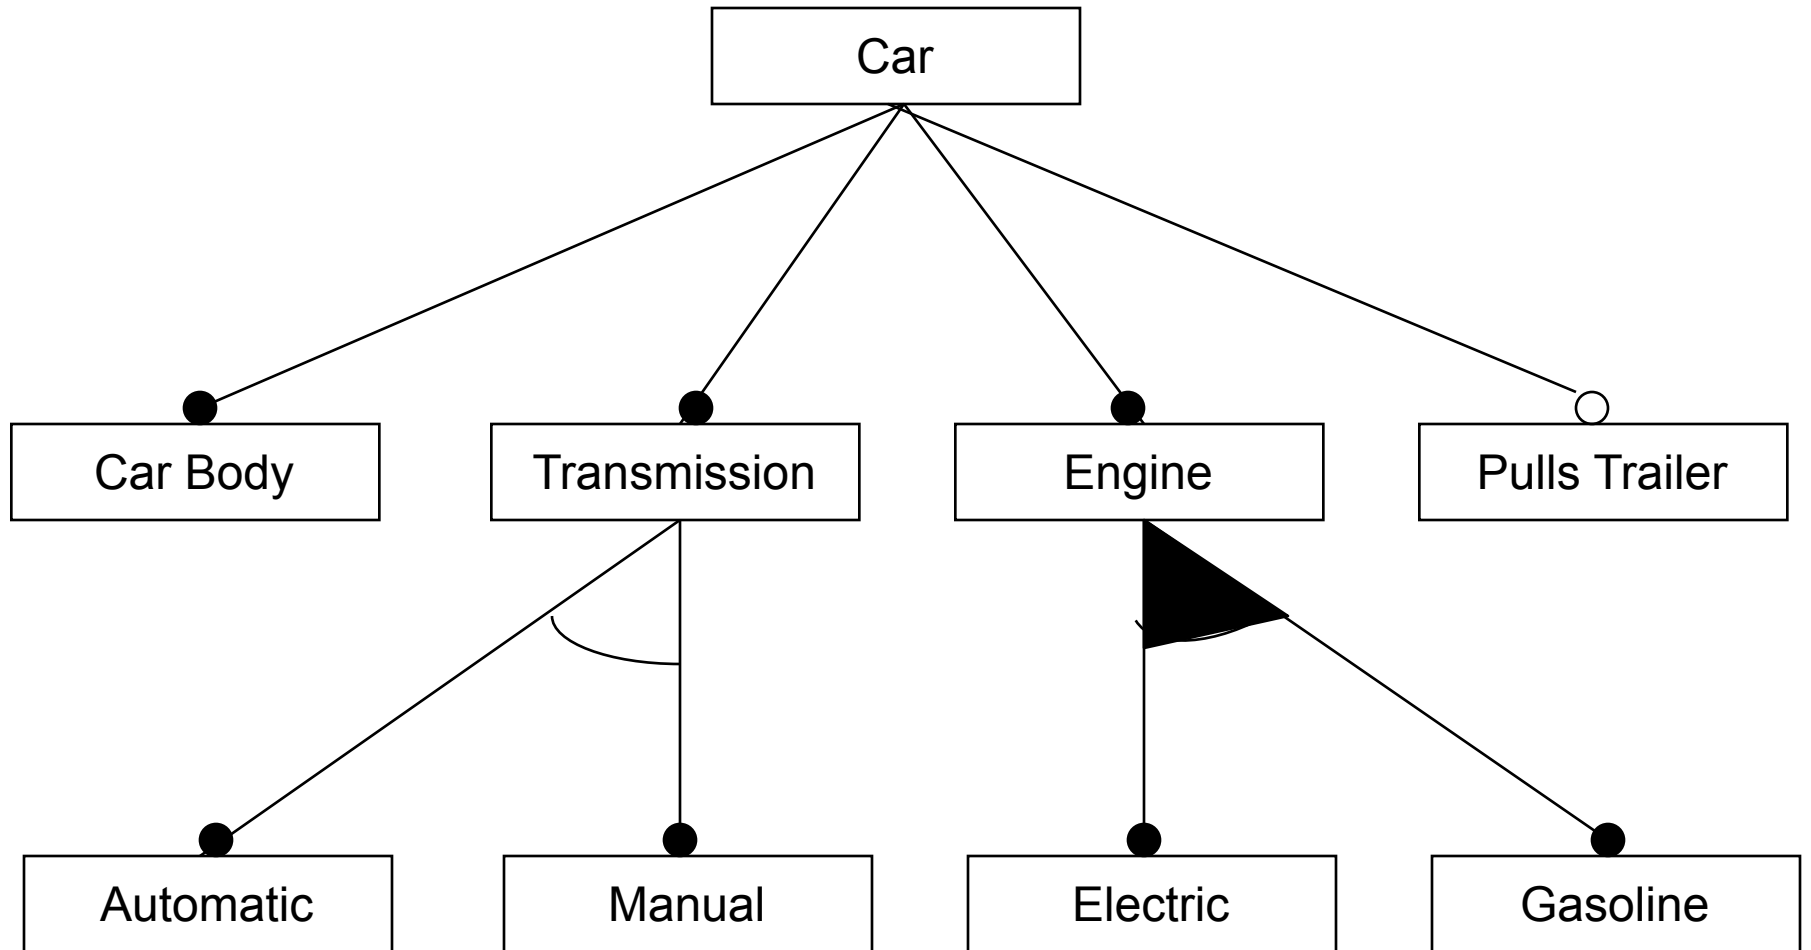 Car
Car Body
Transmission
Engine
Pulls Trailer
Automatic
Manual
Electric
Gasoline